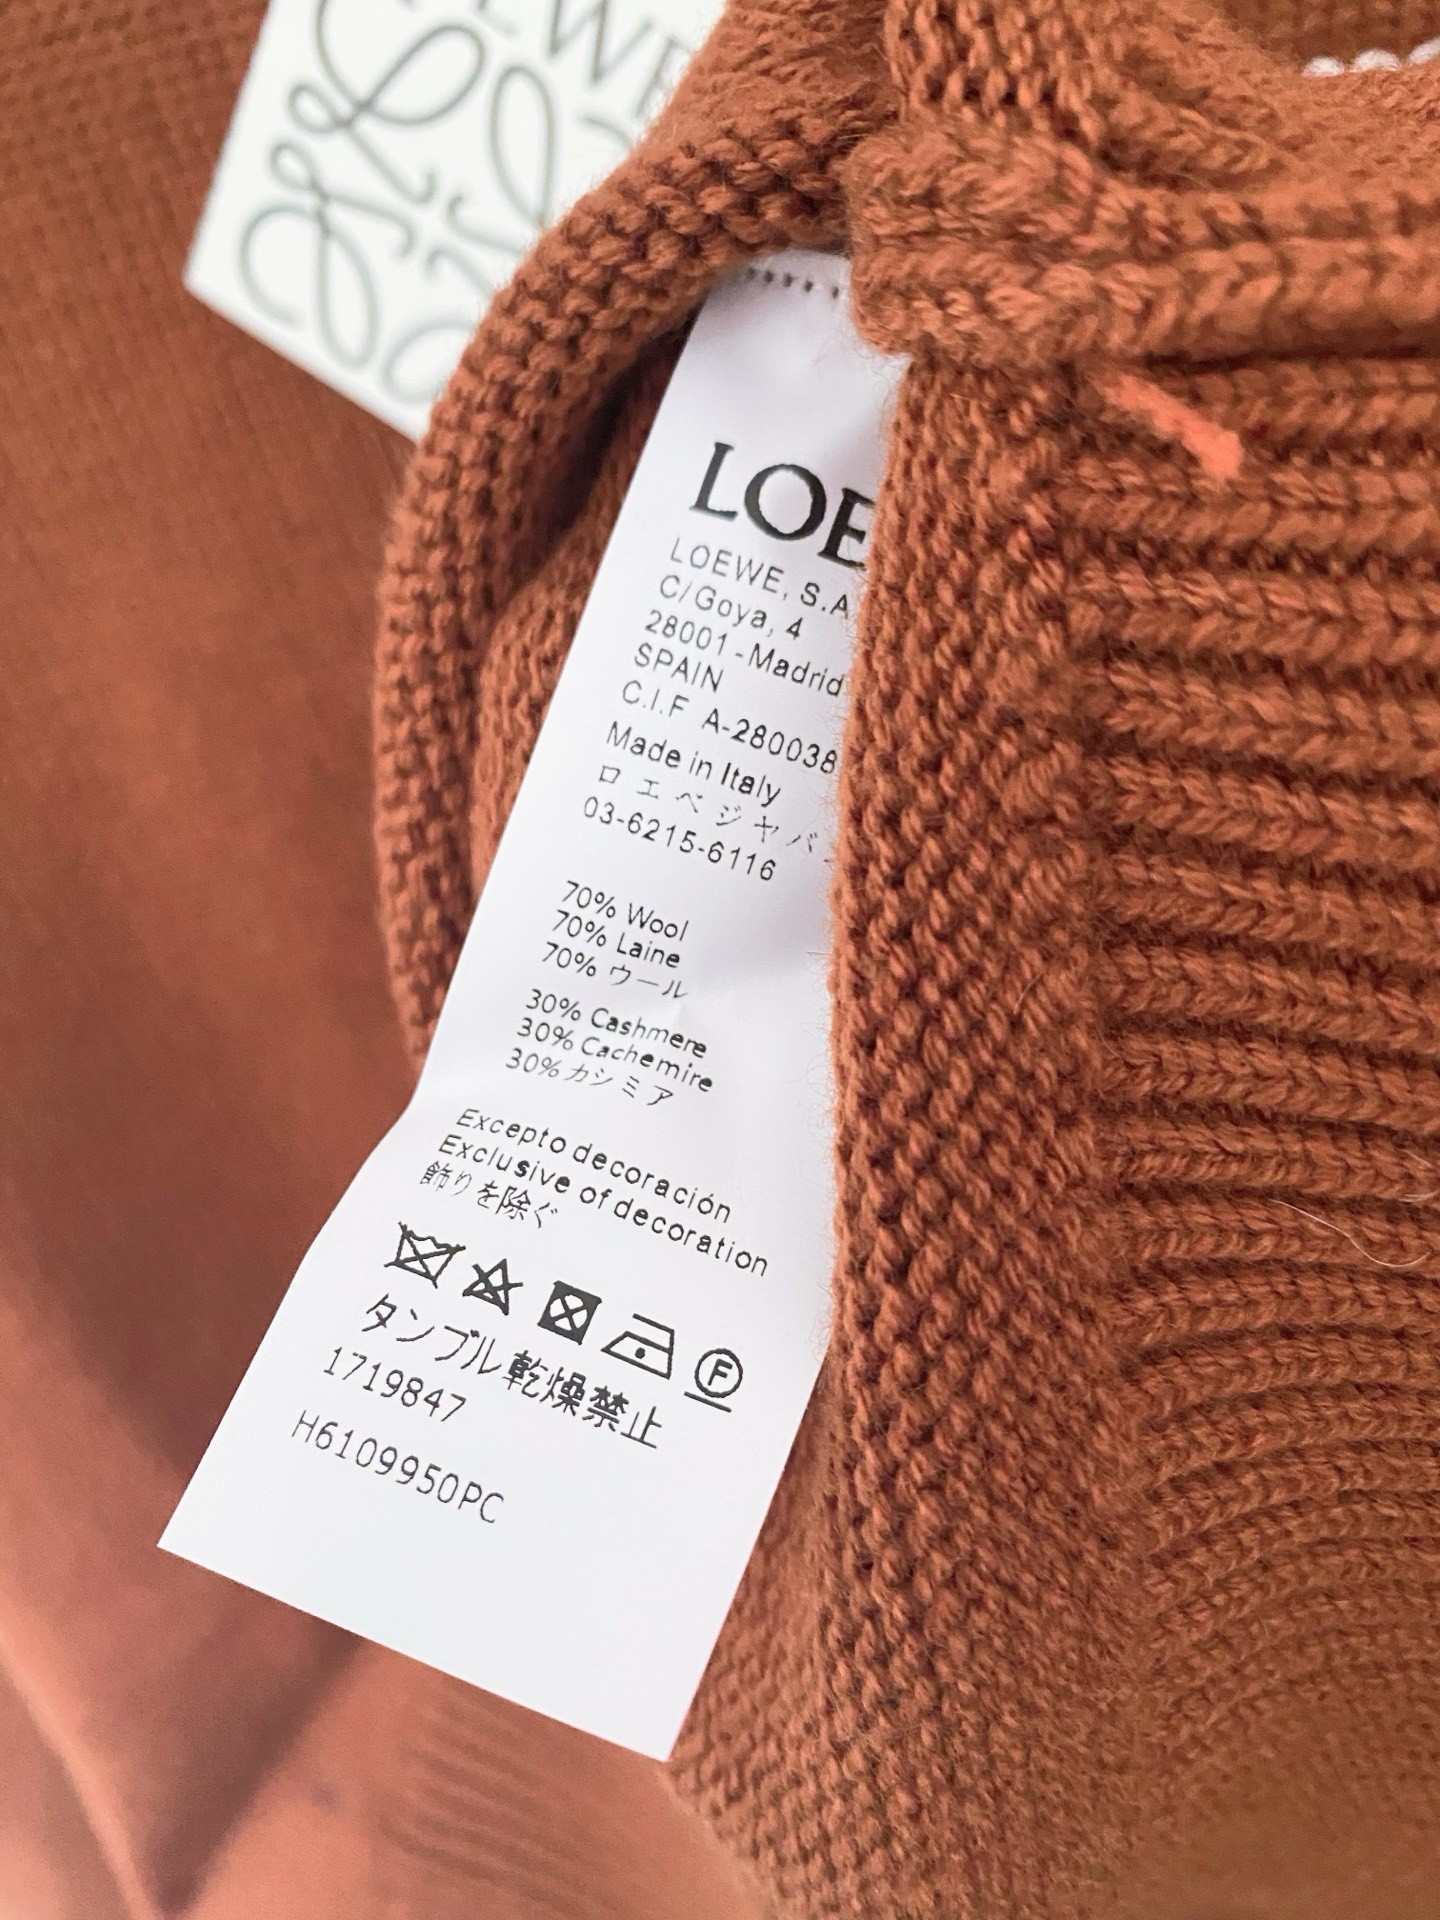 LOE
LOEWE, S.A
C/Goya, 4
28001-Madrid
SPAIN
C.I.F A-280038
Made in Italy
ロエベジャパ
03-6215-6116
70% Wool
70% Laine
70% ウール
30% Cashmere
30% Cachemire
30% カシミア
Excepto decoración
Exclusive of decoration
飾りを除ぐ
F
タンブル乾燥禁止
1719847
H6109950PC